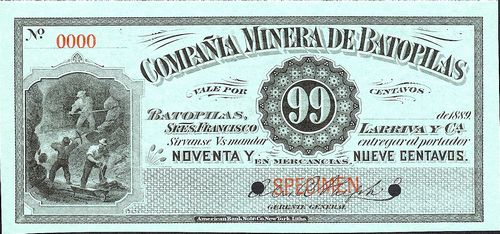 Nº 0000
COMPAÑIA MINERA DE BATOPILAS
VALE POR 99 CENTAVOS.
BATOPILAS, de 1889.
SRES. FRANCISCO LARRIVA Y Cª
Sirvanse Vs. mandar entregar al portador
NOVENTA Y NUEVE CENTAVOS.
EN MERCANCIAS,
SPECIMEN
GERENTE GENERAL
American Bank Note Co. New York, Litho.